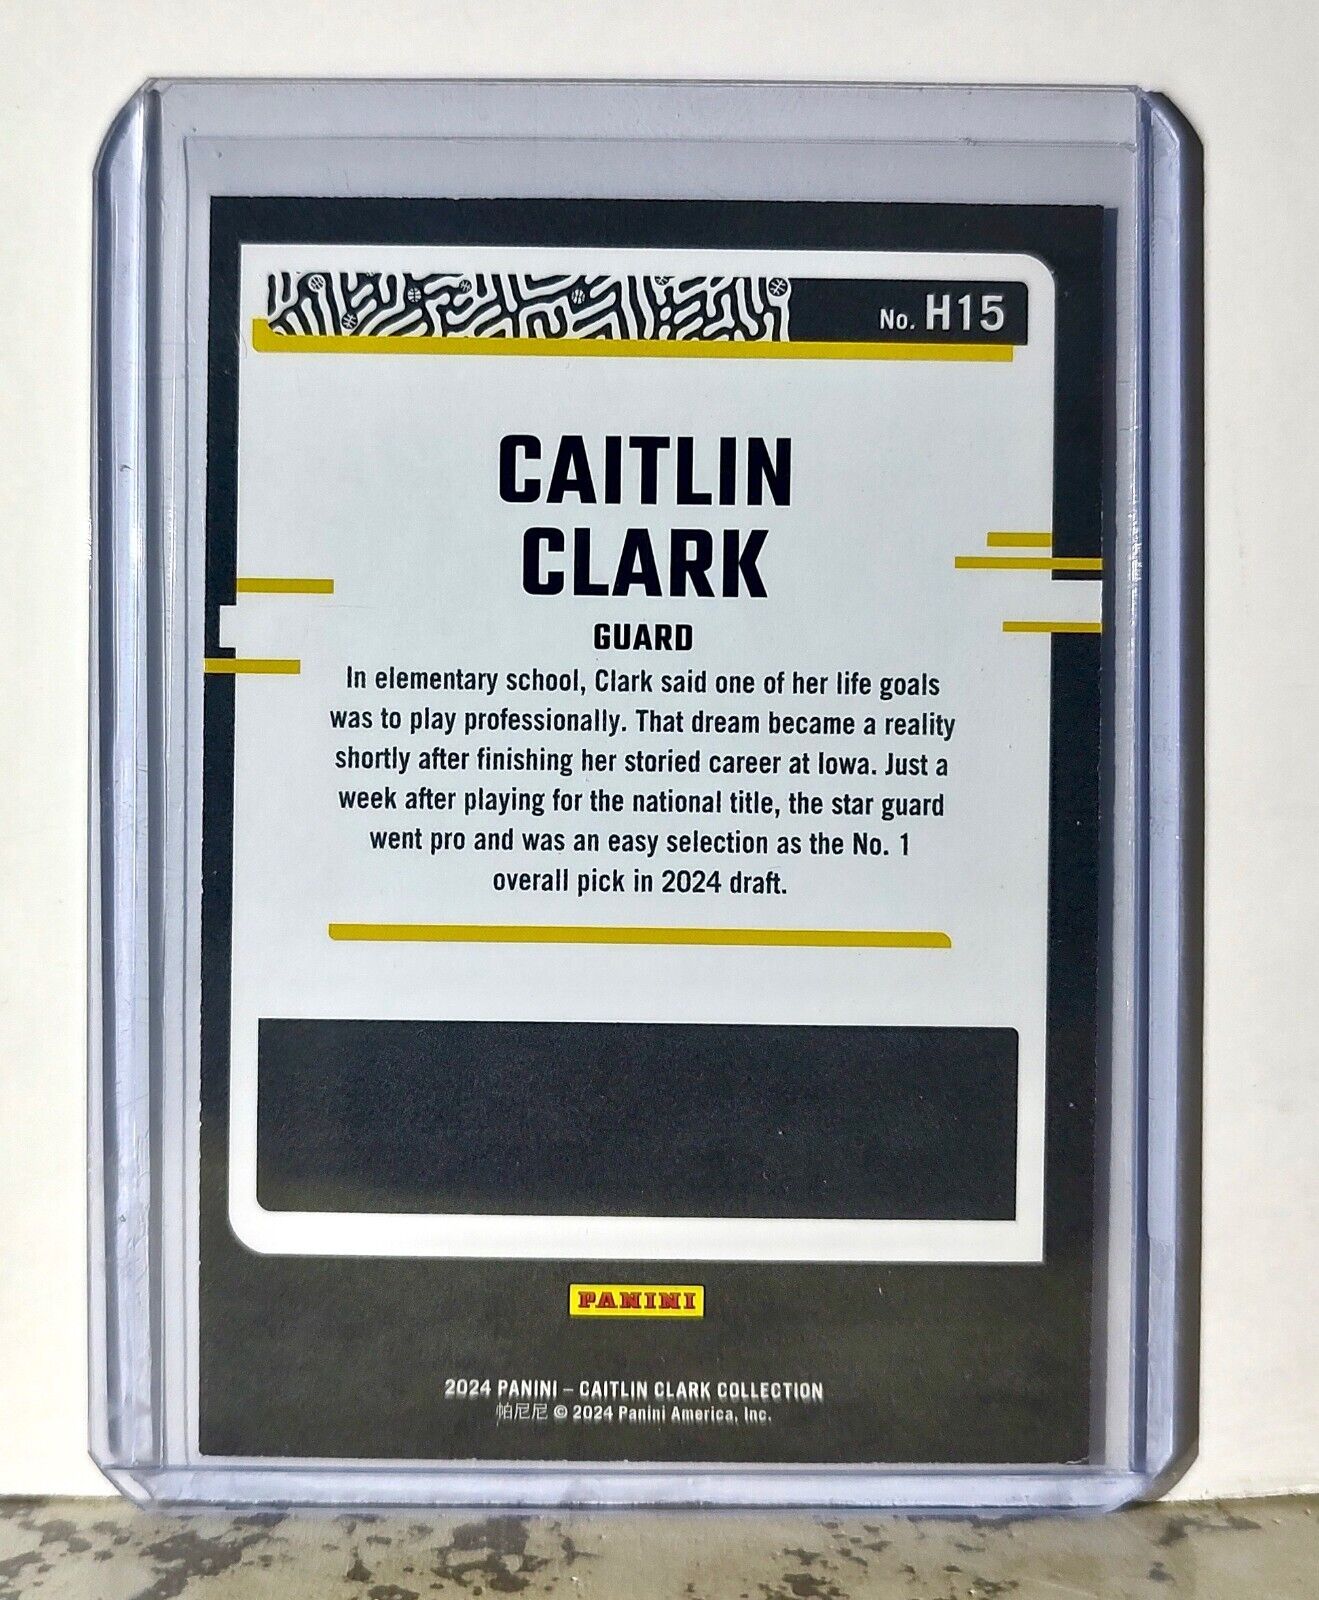 No. H15
CAITLIN
CLARK
GUARD
In elementary school, Clark said one of her life goals
was to play professionally. That dream became a reality
shortly after finishing her storied career at Iowa. Just a
week after playing for the national title, the star guard
went pro and was an easy selection as the No. 1
overall pick in 2024 draft.
PANINI
2024 PANINI – CAITLIN CLARK COLLECTION
帕尼尼 © 2024 Panini America, Inc.